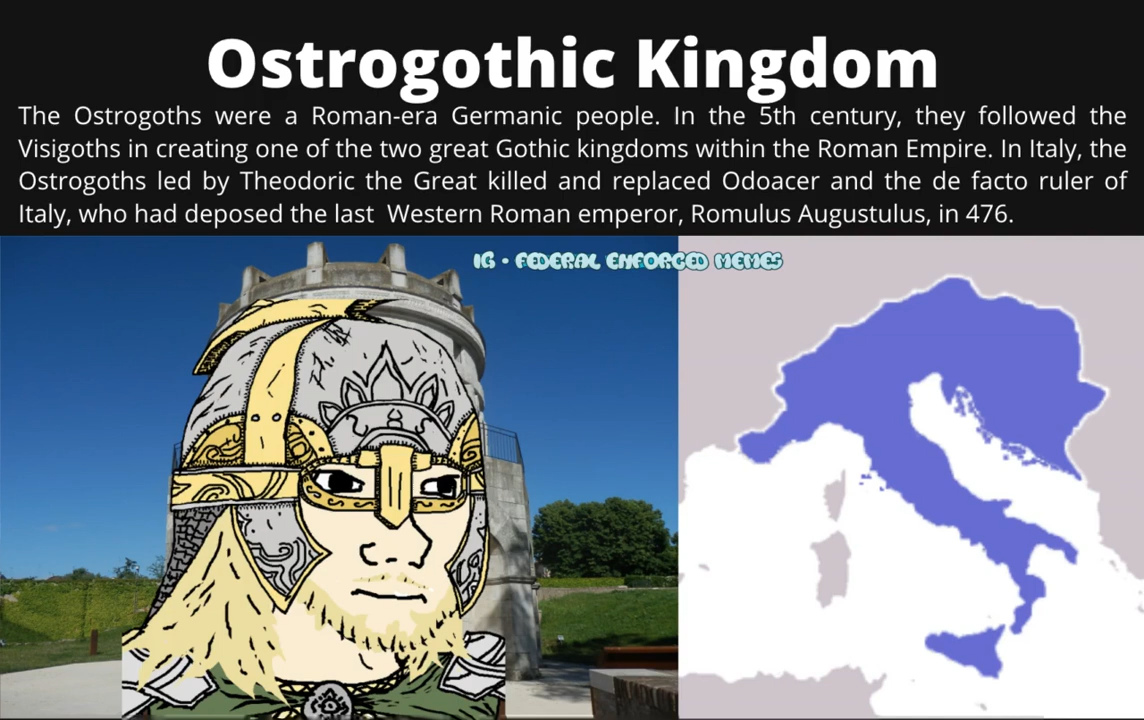 Ostrogothic Kingdom
The Ostrogoths were a Roman-era Germanic people. In the 5th century, they followed the
Visigoths in creating one of the two great Gothic kingdoms within the Roman Empire. In Italy, the
Ostrogoths led by Theodoric the Great killed and replaced Odoacer and the de facto ruler of
Italy, who had deposed the last  Western Roman emperor, Romulus Augustulus, in 476.
IG - FEDERAL ENFORCED MEMES